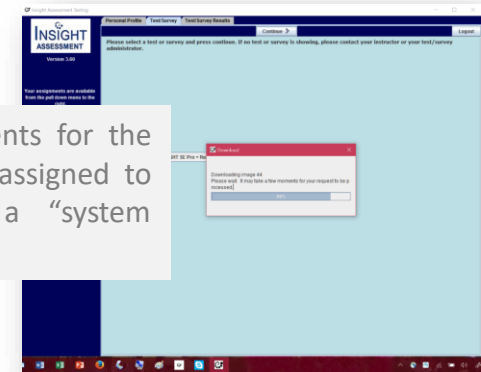 Insight Assessment Testing
INSIGHT
ASSESSMENT
Version 3.60
Your assignments are available
from the pull down menu to the
right.
Personal Profile Test/Survey Test/Survey Results
Continue
Logout
Please select a test or survey and press continue. If no test or survey is showing, please contact your instructor or your test/survey
administrator.
nts for the
assigned to
a “system
Download
Downloading image 44
Please wait. It may take a few moments for your request to be p
rocessed.